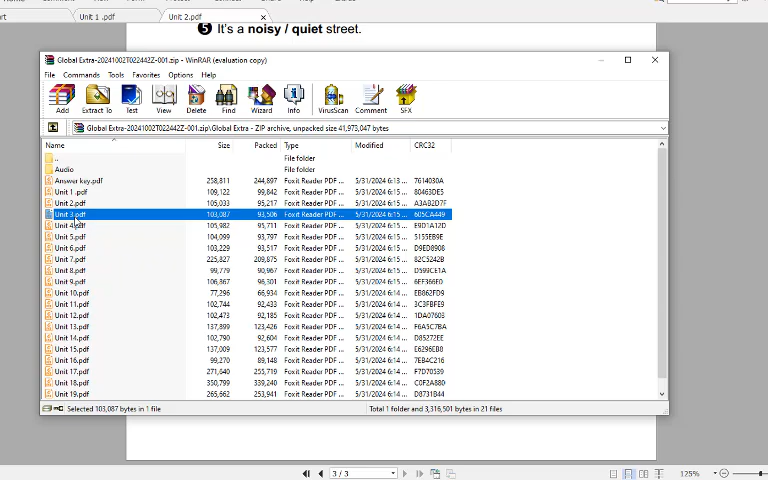 Unit 1 .pdf
Unit 2.pdf
❺ It's a noisy / quiet street.
Global Extra-20241002T022442Z-001.zip - WinRAR (evaluation copy)
File Commands Tools Favorites Options Help
Add Extract To Test View Delete Find Wizard Info VirusScan Comment SFX
Global Extra-20241002T022442Z-001.zip\Global Extra - ZIP archive, unpacked size 41,973,047 bytes
Name Size Packed Type Modified CRC32
.. File folder
Audio File folder
Answer key.pdf 258,811 244,897 Foxit Reader PDF ... 5/31/2024 6:13 ... 7614030A
Unit 1 .pdf 109,122 99,842 Foxit Reader PDF ... 5/31/2024 6:15 ... 80463DE5
Unit 2.pdf 105,033 95,217 Foxit Reader PDF ... 5/31/2024 6:15 ... A3AB2D7F
Unit 3.pdf 103,087 93,506 Foxit Reader PDF ... 5/31/2024 6:15 ... 605CA449
Unit 4.pdf 105,982 95,711 Foxit Reader PDF ... 5/31/2024 6:15 ... E9D1A12D
Unit 5.pdf 104,099 93,797 Foxit Reader PDF ... 5/31/2024 6:15 ... 5155EB9E
Unit 6.pdf 103,229 93,517 Foxit Reader PDF ... 5/31/2024 6:15 ... D9ED8908
Unit 7.pdf 225,827 209,875 Foxit Reader PDF ... 5/31/2024 6:15 ... 82C5242B
Unit 8.pdf 99,779 90,967 Foxit Reader PDF ... 5/31/2024 6:14 ... D599CE1A
Unit 9.pdf 106,867 96,301 Foxit Reader PDF ... 5/31/2024 6:14 ... 6EF366E0
Unit 10.pdf 77,296 66,934 Foxit Reader PDF ... 5/31/2024 6:14 ... EB862FD9
Unit 11.pdf 102,744 92,433 Foxit Reader PDF ... 5/31/2024 6:14 ... 3C3FBFE9
Unit 12.pdf 102,473 92,185 Foxit Reader PDF ... 5/31/2024 6:14 ... 1DA07603
Unit 13.pdf 137,899 123,426 Foxit Reader PDF ... 5/31/2024 6:14 ... F6A5C7BA
Unit 14.pdf 102,790 92,604 Foxit Reader PDF ... 5/31/2024 6:14 ... D85272EE
Unit 15.pdf 137,009 123,577 Foxit Reader PDF ... 5/31/2024 6:14 ... E6296EB8
Unit 16.pdf 99,270 89,148 Foxit Reader PDF ... 5/31/2024 6:14 ... 7EB4C216
Unit 17.pdf 271,640 255,719 Foxit Reader PDF ... 5/31/2024 6:14 ... F7D70539
Unit 18.pdf 350,799 339,240 Foxit Reader PDF ... 5/31/2024 6:14 ... C0F2A880
Unit 19.pdf 265,662 253,941 Foxit Reader PDF ... 5/31/2024 6:14 ... D8731B44
Selected 103,087 bytes in 1 file
Total 1 folder and 3,316,501 bytes in 21 files
3 / 3
125%